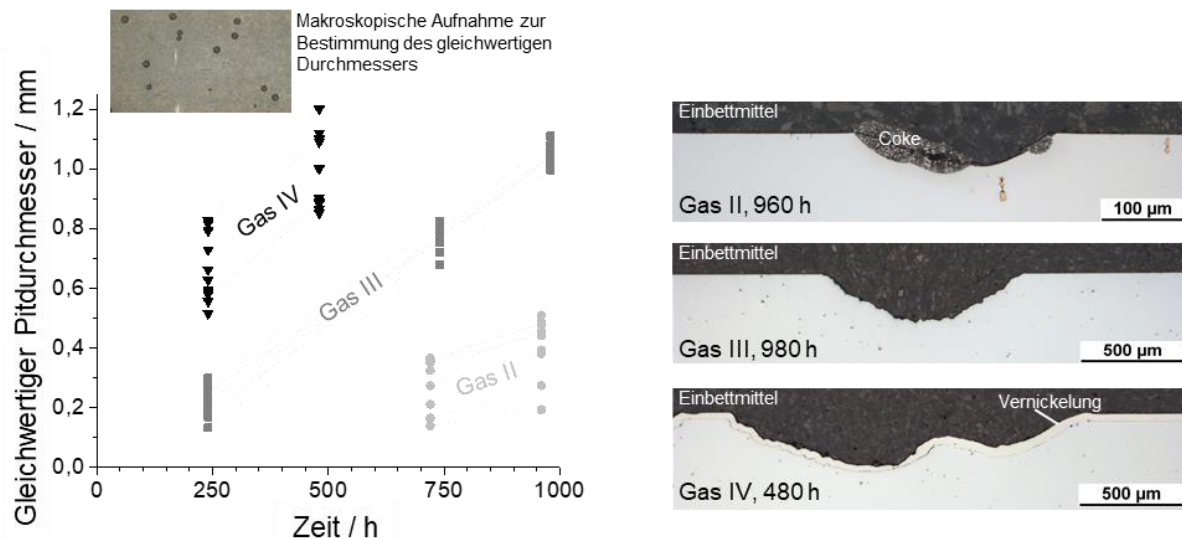 Makroskopische Aufnahme zur
Bestimmung des gleichwertigen
Durchmessers
Gleichwertiger Pitdurchmesser / mm
1,2
1,0
0,8
0,6
0,4
0,2
0,0
Gas IV
Gas III
Gas II
0
250
500
750
1000
Zeit / h
Einbettmittel
Coke
Gas II, 960 h
100 µm
Einbettmittel
Gas III, 980 h
500 µm
Einbettmittel
Vernickelung
Gas IV, 480 h
500 µm